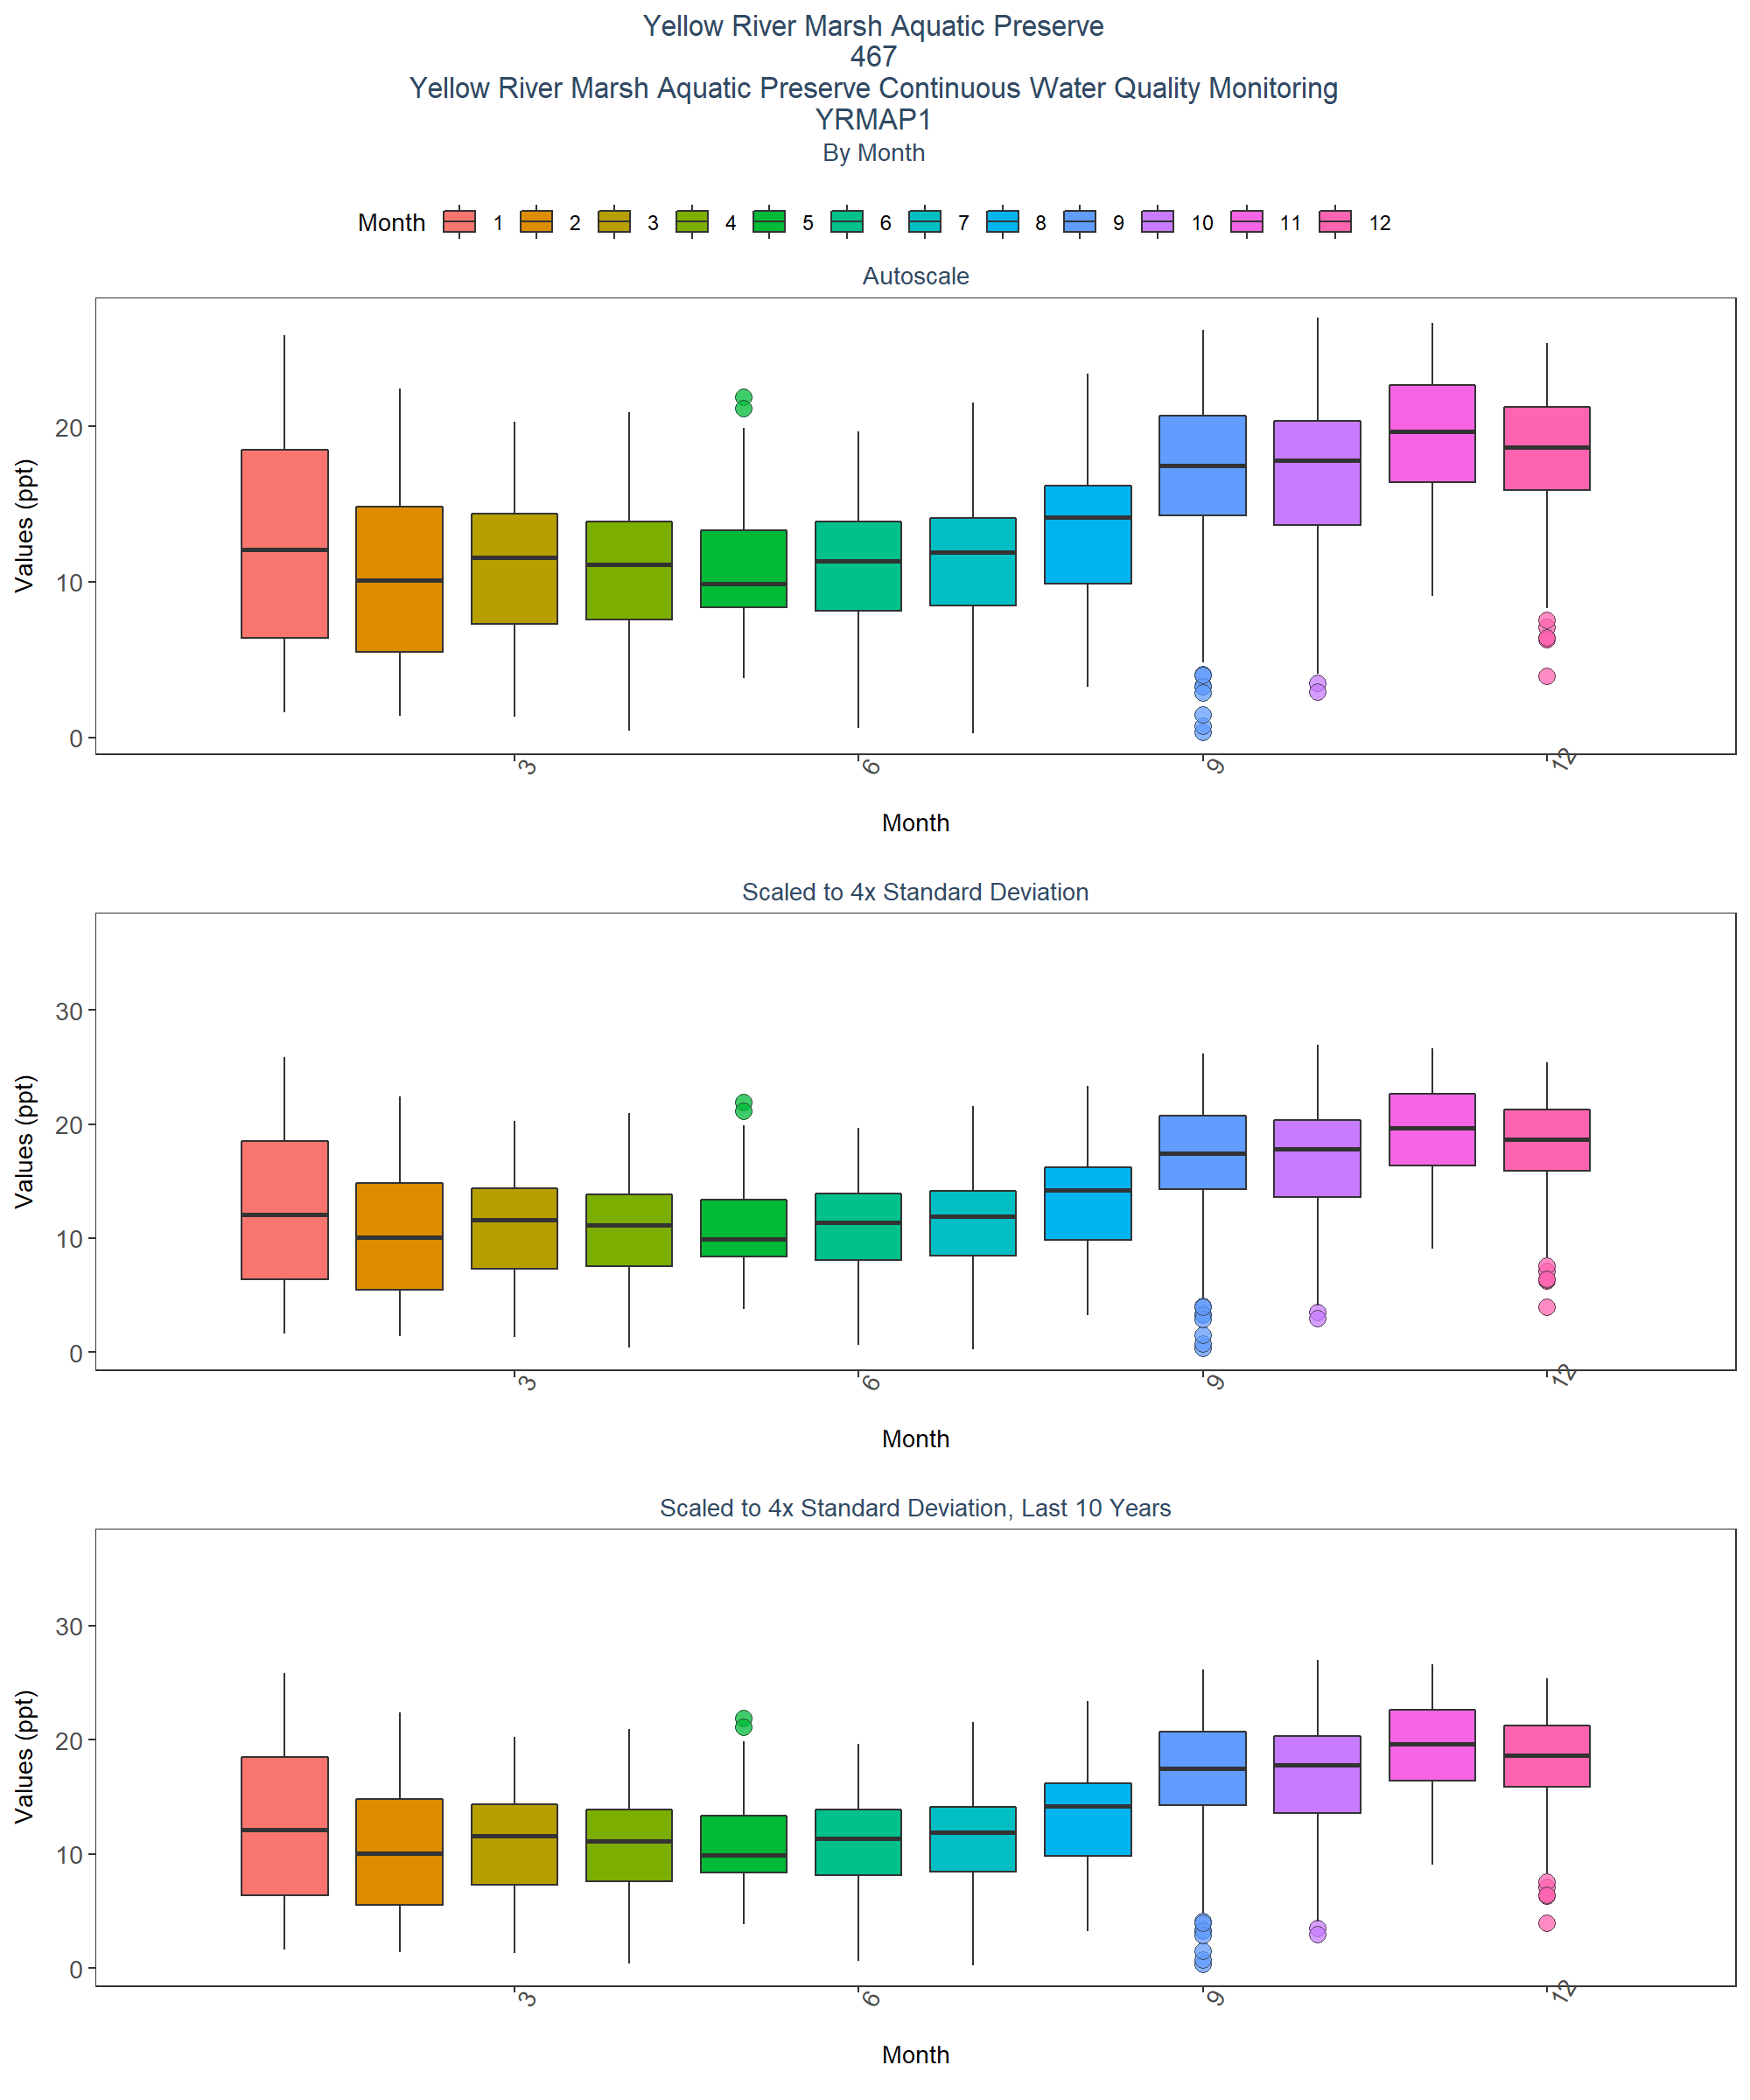 Yellow River Marsh Aquatic Preserve
467
Yellow River Marsh Aquatic Preserve Continuous Water Quality Monitoring
YRMAP1
By Month
Month 1 2 3 4 5 6 7 8 9 10 11 12
Autoscale
Values (ppt)
20
10
0
3 6 9 12
Month
Scaled to 4x Standard Deviation
Values (ppt)
30
20
10
0
3 6 9 12
Month
Scaled to 4x Standard Deviation, Last 10 Years
Values (ppt)
30
20
10
0
3 6 9 12
Month